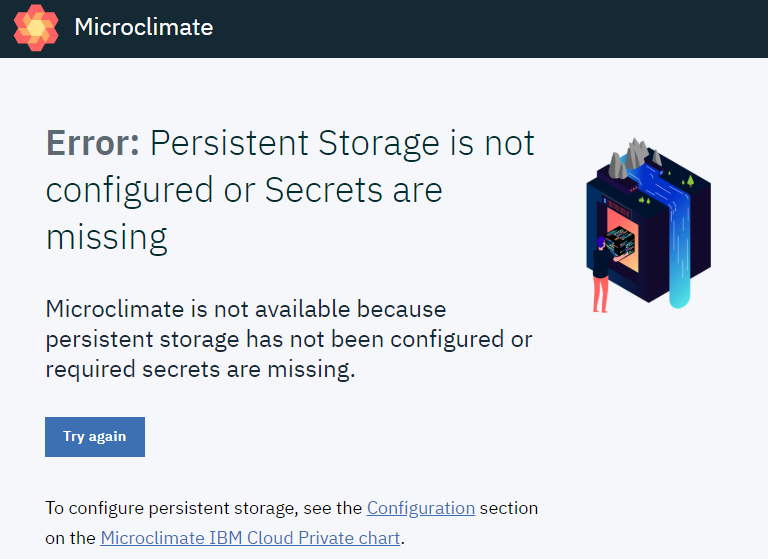 Microclimate
Error: Persistent Storage is not
configured or Secrets are
missing
Microclimate is not available because
persistent storage has not been configured or
required secrets are missing.
Try again
To configure persistent storage, see the Configuration section
on the Microclimate IBM Cloud Private chart.